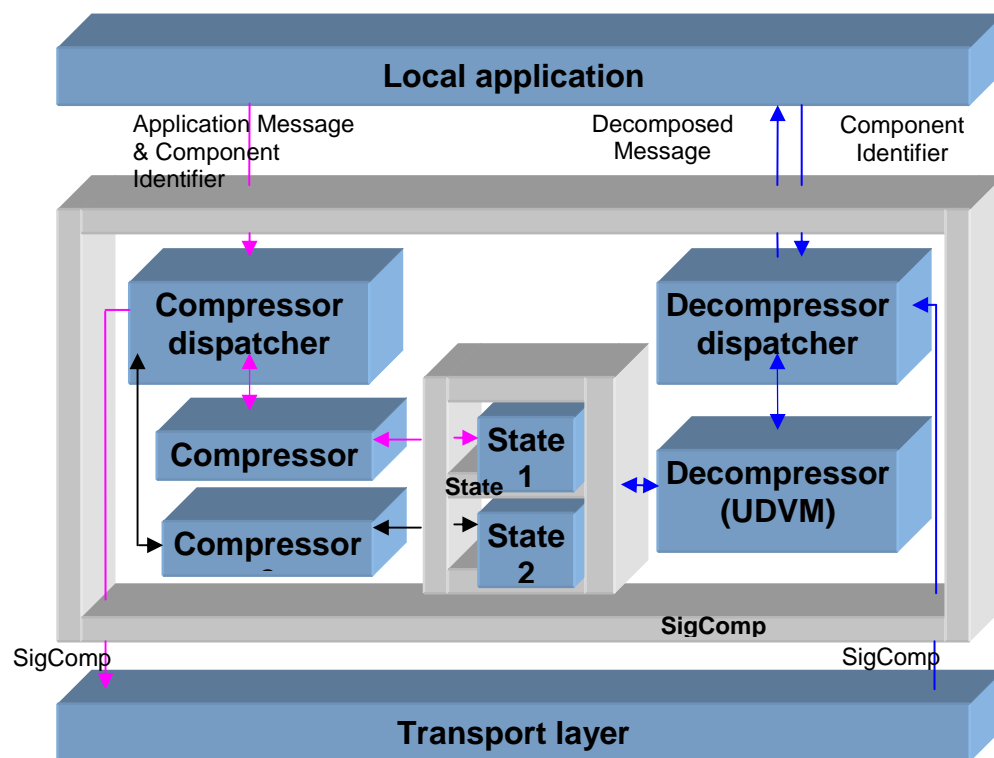 Local application
Application Message
& Component
Identifier
Decomposed
Message
Component
Identifier
Compressor
dispatcher
Decompressor
dispatcher
Compressor
State
1
State
Decompressor
(UDVM)
Compressor
State
2
SigComp
SigComp
SigComp
Transport layer